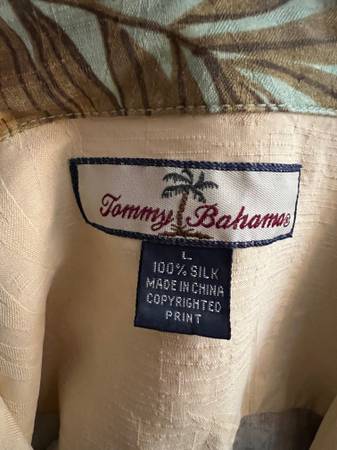 Tommy Bahama®
L
100% SILK
MADE IN CHINA
COPYRIGHTED
PRINT